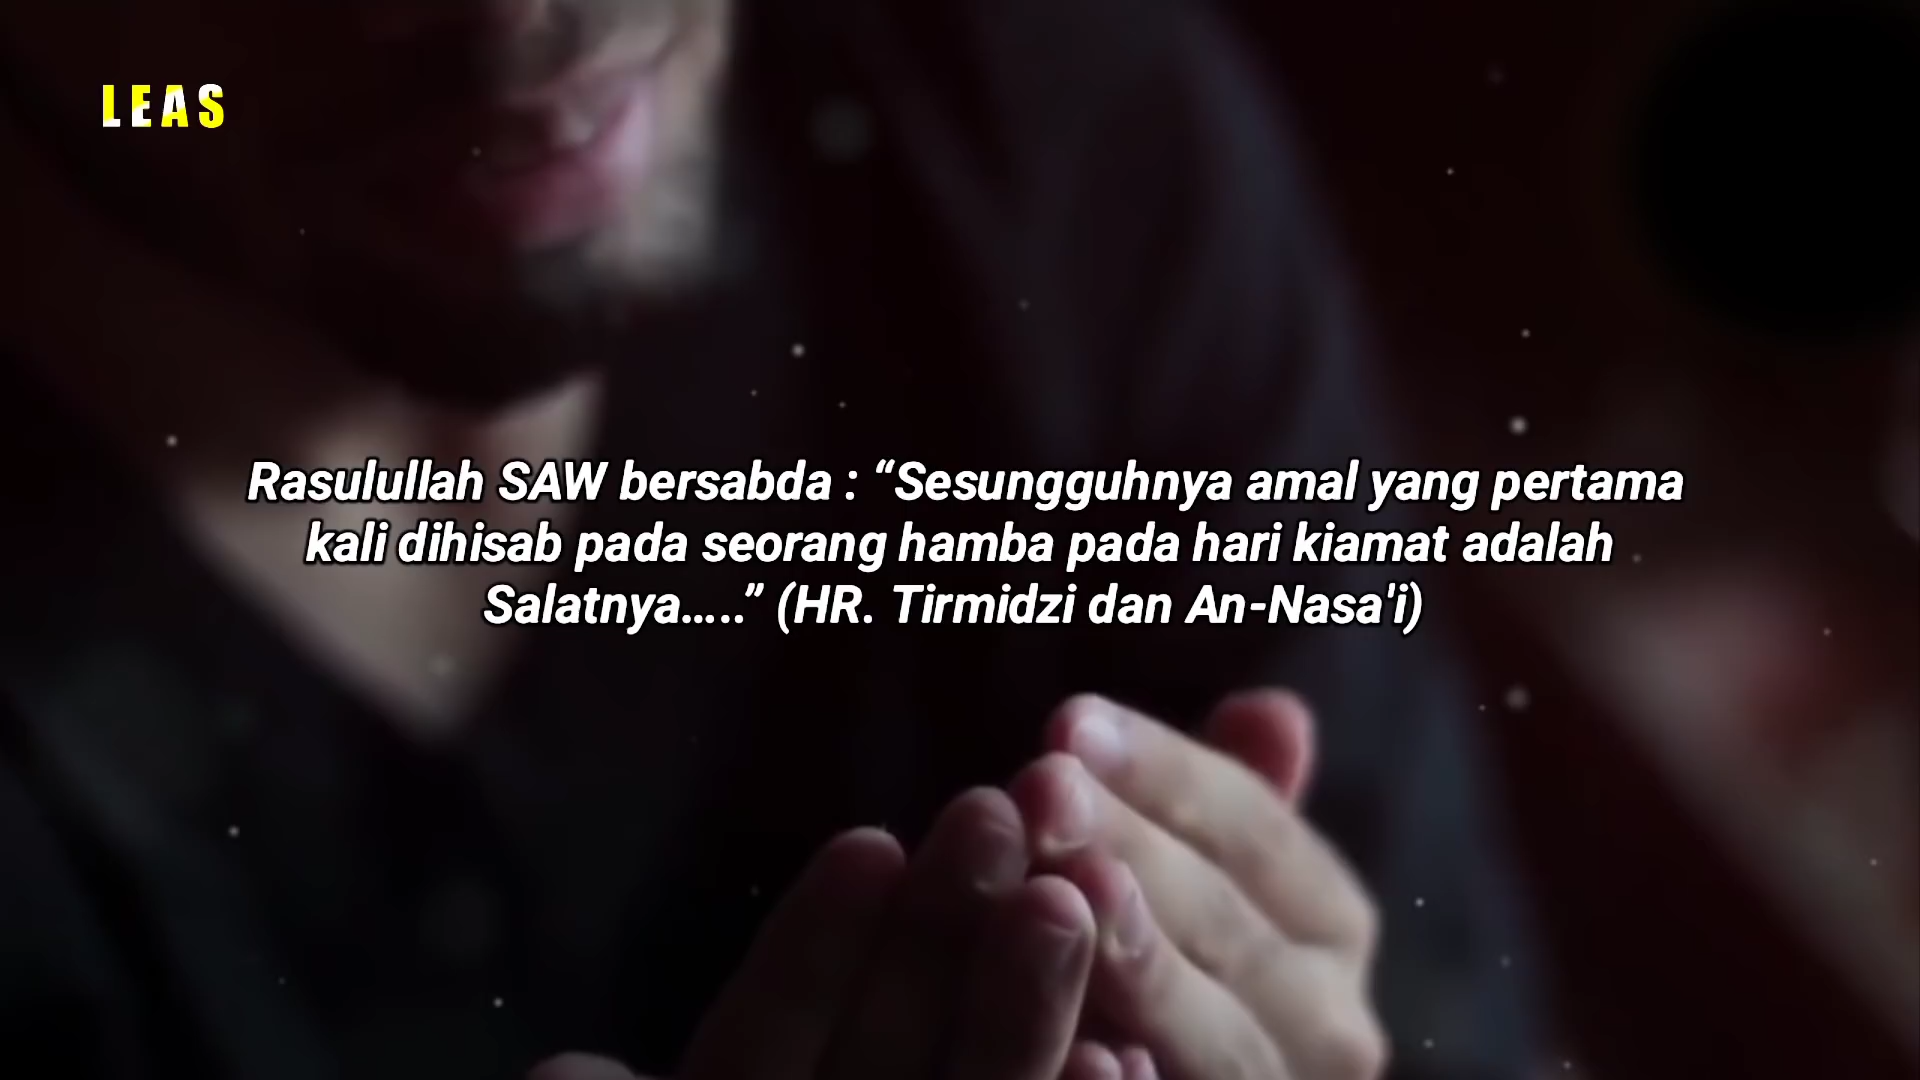 LEAS
Rasulullah SAW bersabda : “Sesungguhnya amal yang pertama
kali dihisab pada seorang hamba pada hari kiamat adalah
Salatnya.....” (HR. Tirmidzi dan An-Nasa'i)